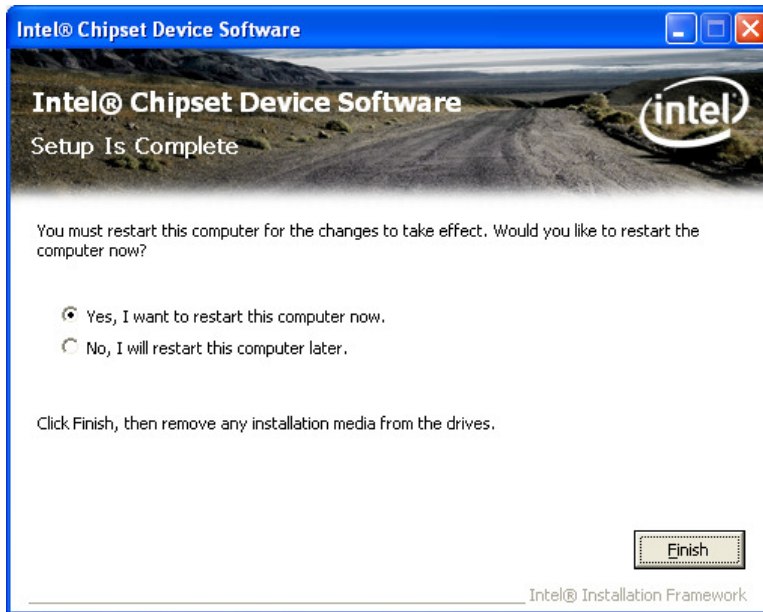 Intel® Chipset Device Software
Intel® Chipset Device Software
intel
Setup Is Complete
You must restart this computer for the changes to take effect. Would you like to restart the
computer now?
Yes, I want to restart this computer now.
No, I will restart this computer later.
Click Finish, then remove any installation media from the drives.
Finish
Intel® Installation Framework